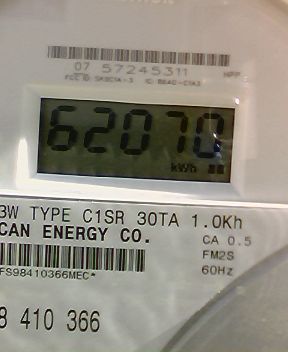 07 57245311
HPP
62070
kWh
3W TYPE C1SR 30TA 1.0Kh
CAN ENERGY CO.
CA 0.5
FM2S
60Hz
FS98410366MEC*
8 410 366